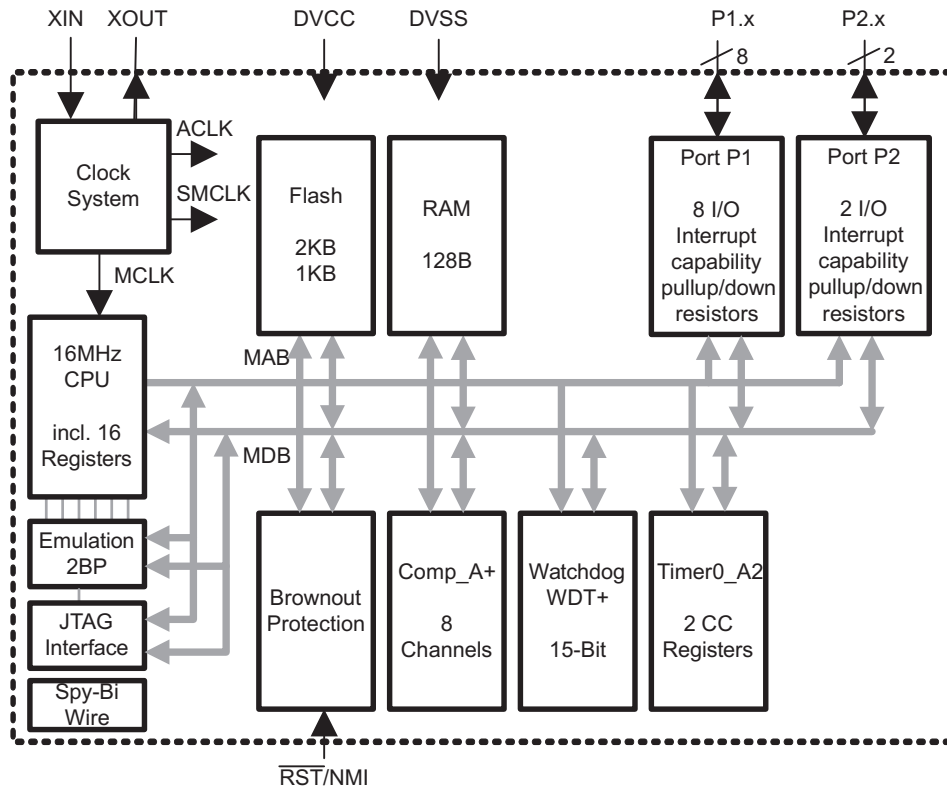 XIN XOUT DVCC DVSS P1.x P2.x
8 2
Clock
System
ACLK
SMCLK
MCLK
Flash
2KB
1KB
RAM
128B
Port P1
8 I/O
Interrupt
capability
pullup/down
resistors
Port P2
2 I/O
Interrupt
capability
pullup/down
resistors
16MHz
CPU
incl. 16
Registers
MAB
MDB
Emulation
2BP
JTAG
Interface
Spy-Bi
Wire
Brownout
Protection
Comp_A+
8
Channels
Watchdog
WDT+
15-Bit
Timer0_A2
2 CC
Registers
RST/NMI